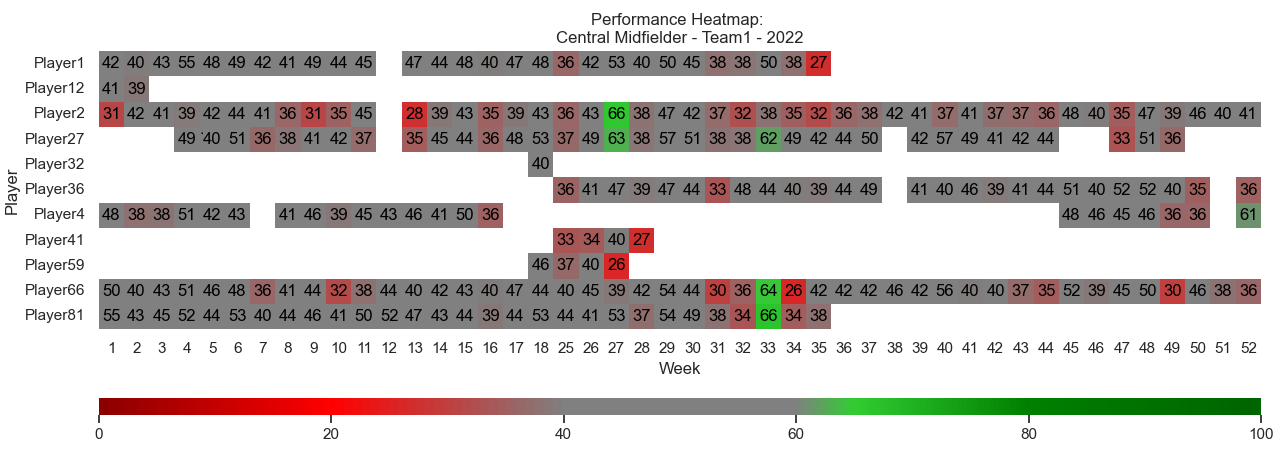 Performance Heatmap:
Central Midfielder - Team1 - 2022
Player
Player1 42 40 43 55 48 49 42 41 49 44 45 47 44 48 40 47 48 36 42 53 40 50 45 38 38 50 38 27
Player12 41 39
Player2 31 42 41 39 42 44 41 36 31 35 45 28 39 43 35 39 43 36 43 66 38 47 42 37 32 38 35 32 36 38 42 41 37 41 37 37 36 48 40 35 47 39 46 40 41
Player27 49 40 51 36 38 41 42 37 35 45 44 36 48 53 37 49 63 38 57 51 38 38 62 49 42 44 50 42 57 49 41 42 44 33 51 36
Player32 40
Player36 36 41 47 39 47 44 33 48 44 40 39 44 49 41 40 46 39 41 44 51 40 52 52 40 35 36
Player4 48 38 38 51 42 43 41 46 39 45 43 46 41 50 36 48 46 45 46 36 36 61
Player41 33 34 40 27
Player59 46 37 40 26
Player66 50 40 43 51 46 48 36 41 44 32 38 44 40 42 43 40 47 44 40 45 39 42 54 44 30 36 64 26 42 42 42 46 42 56 40 40 37 35 52 39 45 50 30 46 38 36
Player81 55 43 45 52 44 53 40 44 46 41 50 52 47 43 44 39 44 53 44 41 53 37 54 49 38 34 66 34 38
1 2 3 4 5 6 7 8 9 10 11 12 13 14 15 16 17 18 25 26 27 28 29 30 31 32 33 34 35 36 37 38 39 40 41 42 43 44 45 46 47 48 49 50 51 52
Week
0 20 40 60 80 100